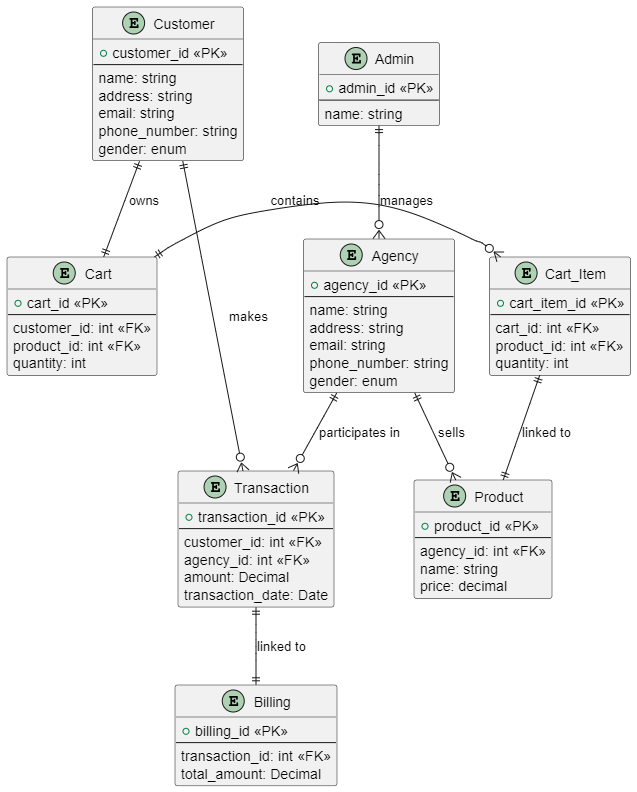 E Customer
customer_id «PK»
name: string
address: string
email: string
phone_number: string
gender: enum
E Admin
admin_id «PK»
name: string
owns
contains
manages
E Cart
cart_id «PK»
customer_id: int «FK»
product_id: int «FK»
quantity: int
E Agency
agency_id «PK»
name: string
address: string
email: string
phone_number: string
gender: enum
E Cart_Item
cart_item_id «PK»
cart_id: int «FK»
product_id: int «FK»
quantity: int
makes
participates in
sells
linked to
E Transaction
transaction_id «PK»
customer_id: int «FK»
agency_id: int «FK»
amount: Decimal
transaction_date: Date
E Product
product_id «PK»
agency_id: int «FK»
name: string
price: decimal
linked to
E Billing
billing_id «PK»
transaction_id: int «FK»
total_amount: Decimal